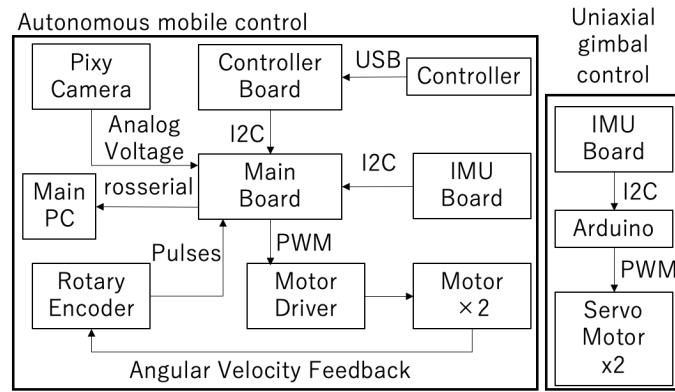 Autonomous mobile control
Uniaxial
gimbal
control
Pixy
Camera
Controller
Board
USB
Controller
Analog
Voltage
I2C
I2C
Main
PC
rosserial
Main
Board
IMU
Board
Pulses
PWM
Rotary
Encoder
Motor
Driver
Motor
×2
Angular Velocity Feedback
IMU
Board
I2C
Arduino
PWM
Servo
Motor
x2